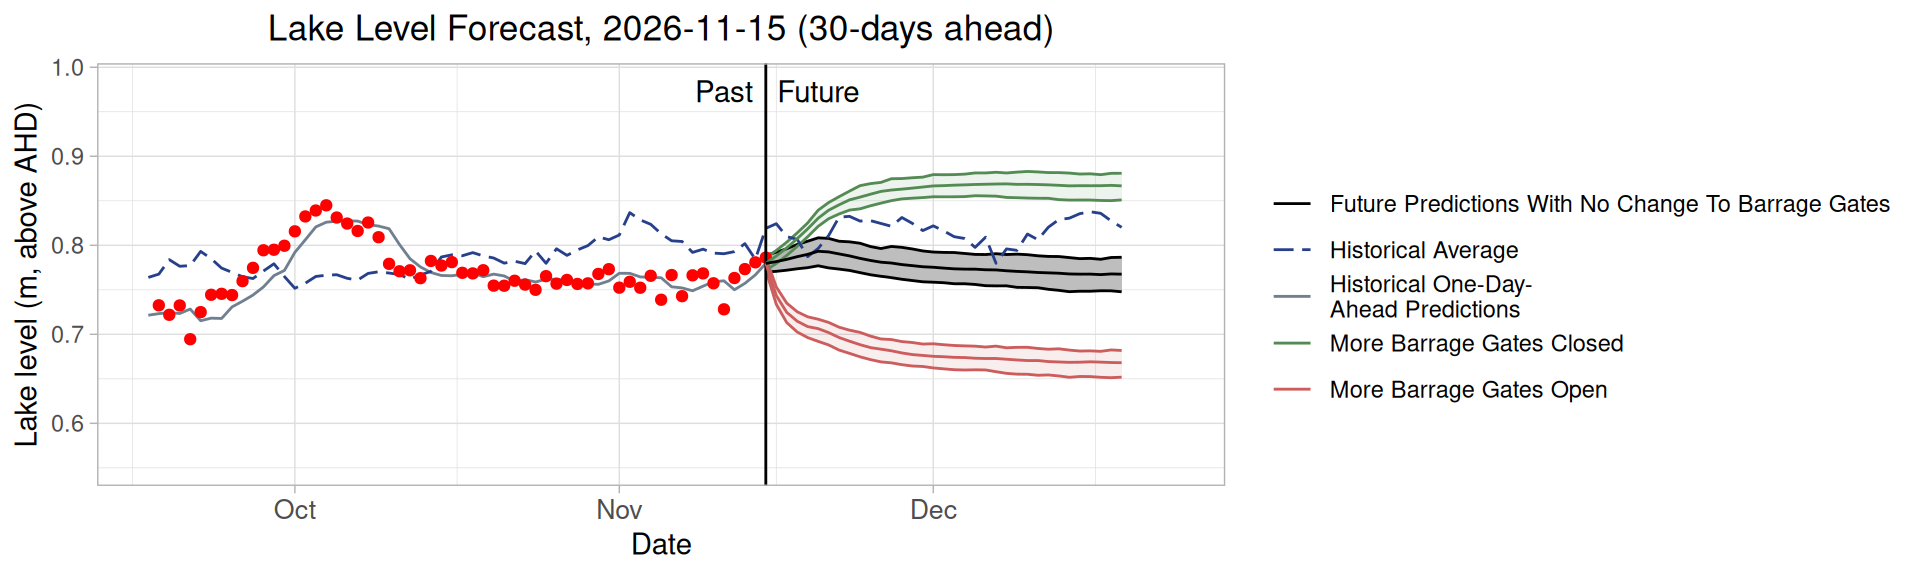 Lake Level Forecast, 2026-11-15 (30-days ahead)
Lake level (m, above AHD)
1.0
0.9
0.8
0.7
0.6
Past
Future
Oct
Nov
Dec
Date
Future Predictions With No Change To Barrage Gates
Historical Average
Historical One-Day-
Ahead Predictions
More Barrage Gates Closed
More Barrage Gates Open